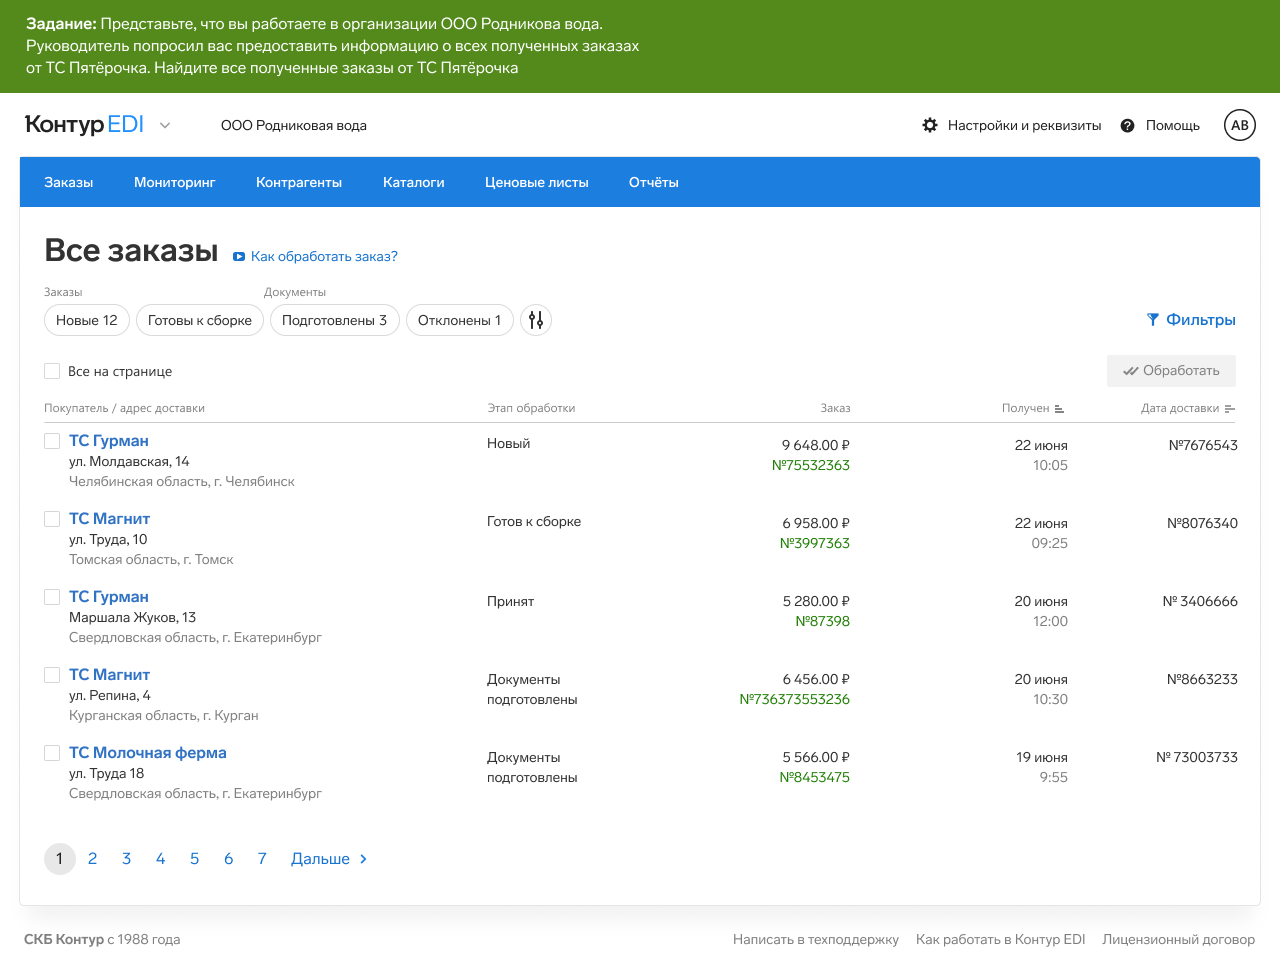 Задание: Представьте, что вы работаете в организации ООО Родникова вода.
Руководитель попросил вас предоставить информацию о всех полученных заказах
от ТС Пятёрочка. Найдите все полученные заказы от ТС Пятёрочка
Контур EDI ООО Родниковая вода Настройки и реквизиты Помощь АВ
Заказы Мониторинг Контрагенты Каталоги Ценовые листы Отчёты
Все заказы Как обработать заказ?
Заказы Документы
Новые 12 Готовы к сборке Подготовлены 3 Отклонены 1 Фильтры
Все на странице Обработать
Покупатель / адрес доставки Этап обработки Заказ Получен Дата доставки
ТС Гурман Новый 9 648.00 ₽ 22 июня №7676543
ул. Молдавская, 14 №75532363 10:05
Челябинская область, г. Челябинск
ТС Магнит Готов к сборке 6 958.00 ₽ 22 июня №8076340
ул. Труда, 10 №3997363 09:25
Томская область, г. Томск
ТС Гурман Принят 5 280.00 ₽ 20 июня № 3406666
Маршала Жуков, 13 №87398 12:00
Свердловская область, г. Екатеринбург
ТС Магнит Документы 6 456.00 ₽ 20 июня №8663233
ул. Репина, 4 подготовлены №736373553236 10:30
Курганская область, г. Курган
ТС Молочная ферма Документы 5 566.00 ₽ 19 июня № 73003733
ул. Труда 18 подготовлены №8453475 9:55
Свердловская область, г. Екатеринбург
1 2 3 4 5 6 7 Дальше
СКБ Контур с 1988 года Написать в техподдержку Как работать в Контур EDI Лицензионный договор